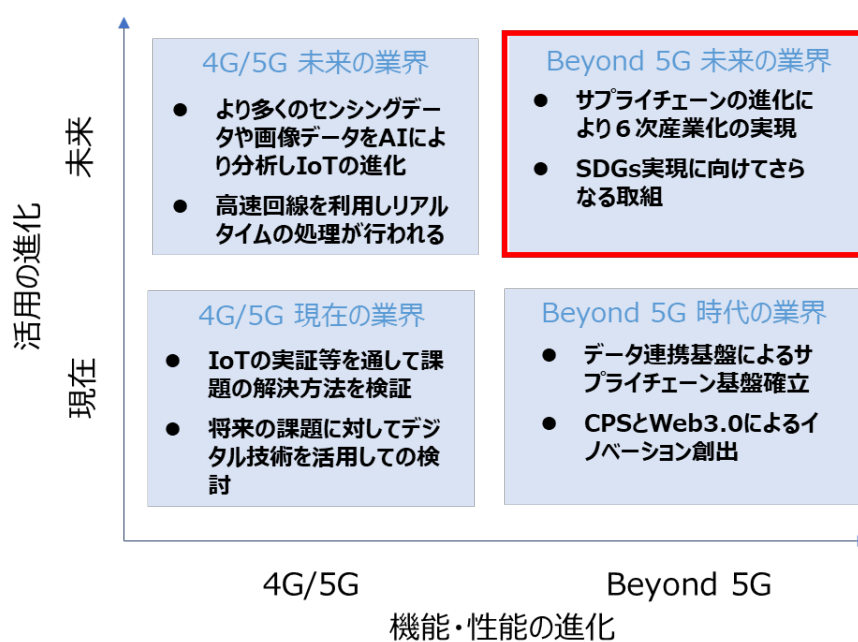 4G/5G 未来の業界
● より多くのセンシングデー
タや画像データをAIによ
り分析しIoTの進化
● 高速回線を利用しリアル
タイムの処理が行われる
Beyond 5G 未来の業界
● サプライチェーンの進化に
より６次産業化の実現
● SDGs実現に向けてさら
なる取組
4G/5G 現在の業界
● IoTの実証等を通して課
題の解決方法を検証
● 将来の課題に対してデジ
タル技術を活用しての検
討
Beyond 5G 時代の業界
● データ連携基盤によるサ
プライチェーン基盤確立
● CPSとWeb3.0によるイ
ノベーション創出
活用の進化
未来
現在
4G/5G
Beyond 5G
機能・性能の進化